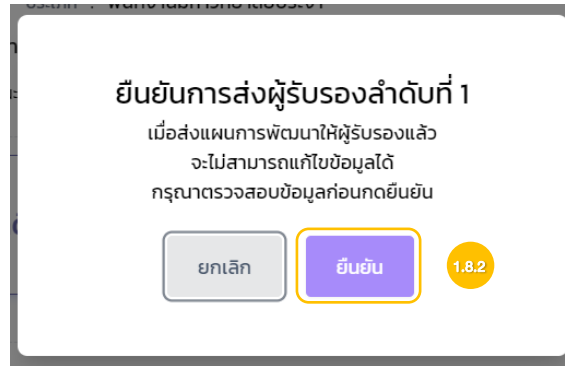 ยืนยันการส่งผู้รับรองลำดับที่ 1
เมื่อส่งแผนการพัฒนาให้ผู้รับรองแล้ว
จะไม่สามารถแก้ไขข้อมูลได้
กรุณาตรวจสอบข้อมูลก่อนกดยืนยัน
ยกเลิก
ยืนยัน
1.8.2